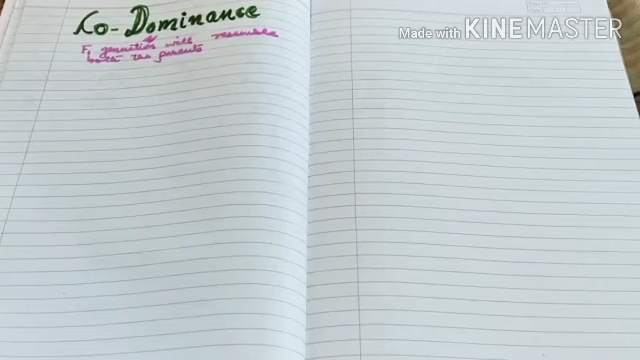 Co-Dominance
F₁ generation will resemble
both the parents
Made with KINEMASTER